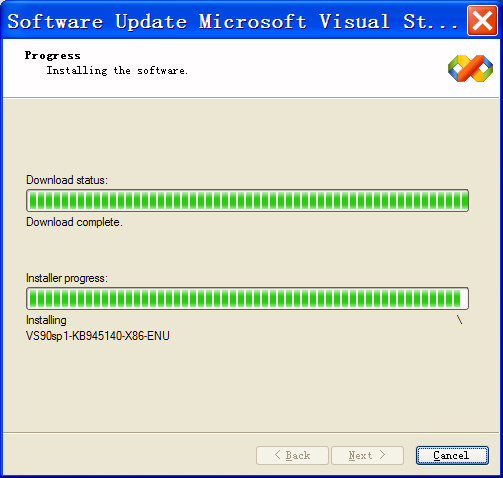 Software Update Microsoft Visual St...
Progress
Installing the software.
Download status:
Download complete.
Installer progress:
Installing \
VS90sp1-KB945140-X86-ENU
< Back Next > Cancel